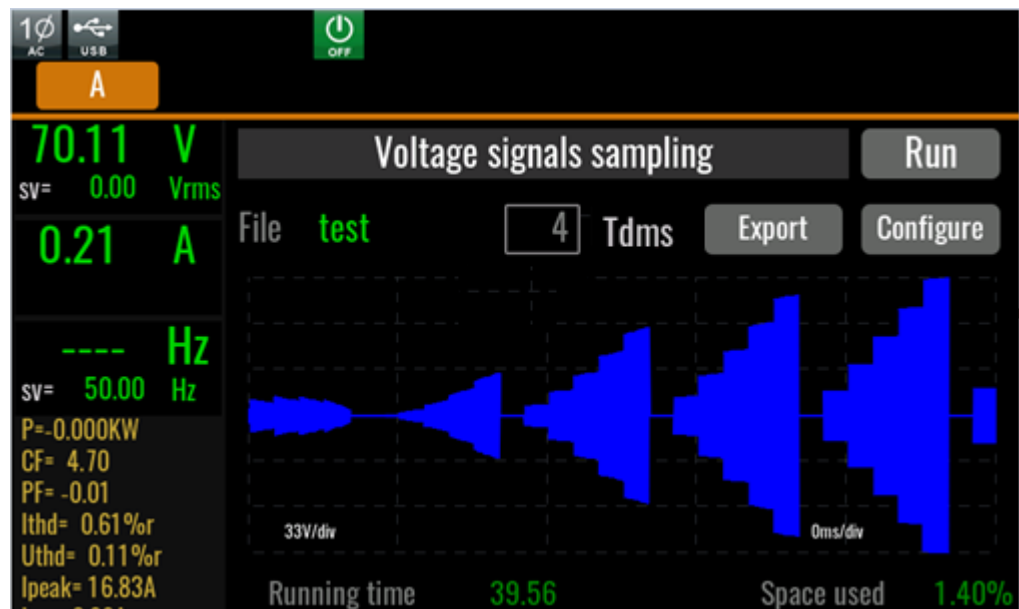 1Ø
AC
USB
OFF
A
70.11 V
sv= 0.00 Vrms
0.21 A
---- Hz
sv= 50.00 Hz
P=-0.000KW
CF= 4.70
PF= -0.01
Ithd= 0.61%r
Uthd= 0.11%r
Ipeak= 16.83A
Voltage signals sampling Run
File test 4 Tdms Export Configure
33V/div 0ms/div
Running time 39.56 Space used 1.40%